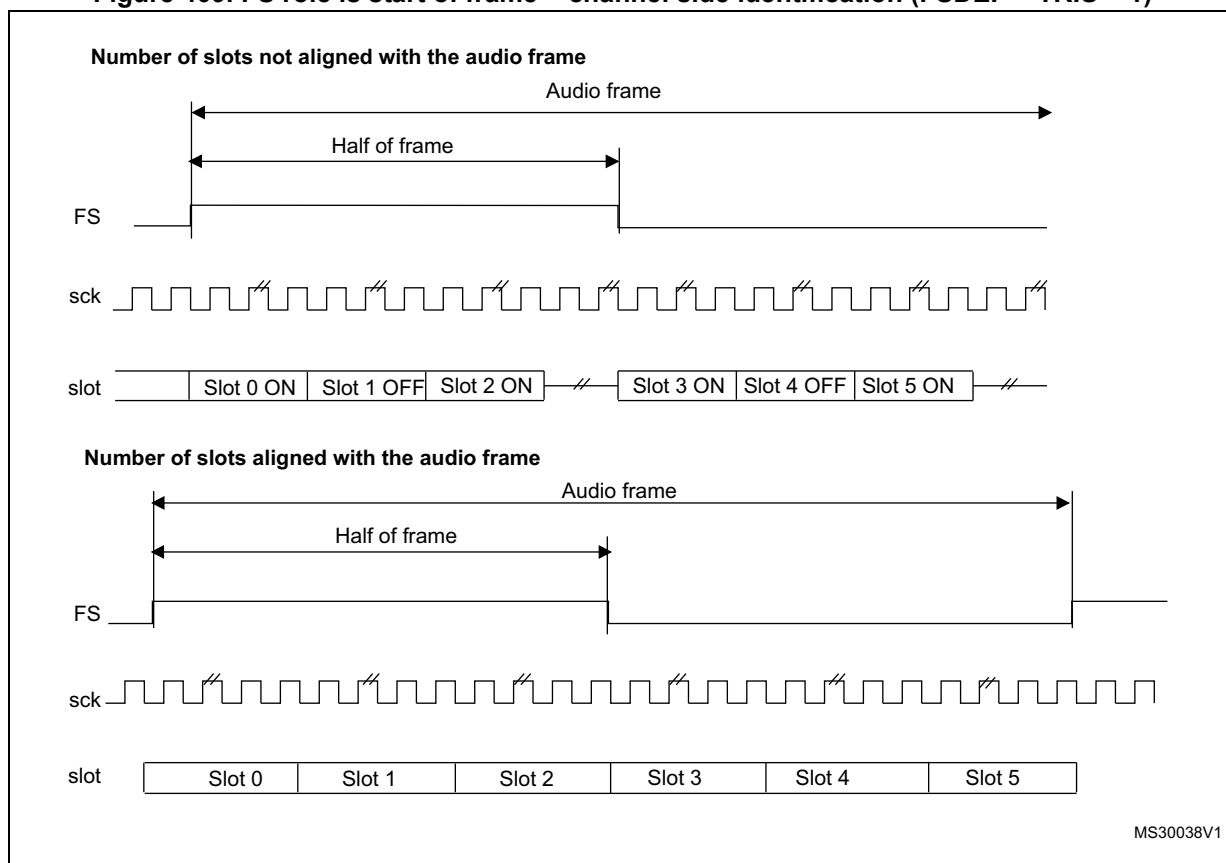 Number of slots not aligned with the audio frame
Audio frame
Half of frame
FS
sck
slot Slot 0 ON Slot 1 OFF Slot 2 ON Slot 3 ON Slot 4 OFF Slot 5 ON
Number of slots aligned with the audio frame
Audio frame
Half of frame
FS
sck
slot Slot 0 Slot 1 Slot 2 Slot 3 Slot 4 Slot 5
MS30038V1